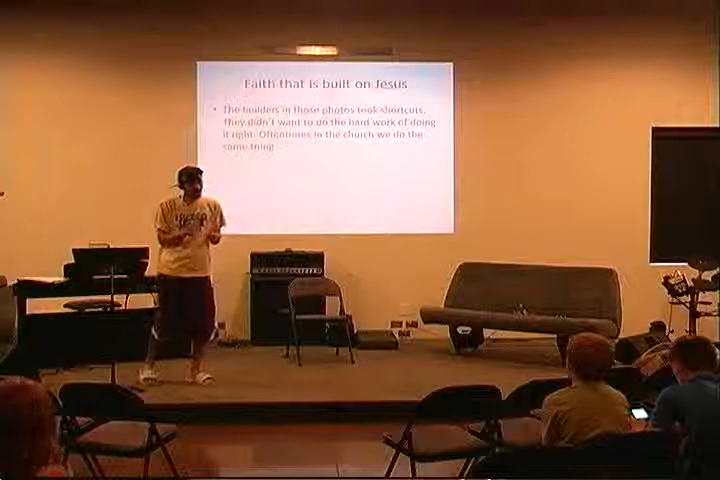 Faith that is built on Jesus
• The builders in those photos took shortcuts.
They didn't want to do the hard work of doing
it right. Oftentimes in the church we do the
same thing